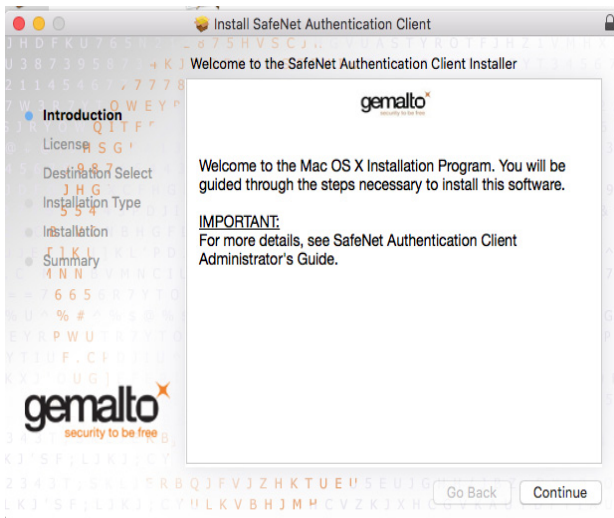 Install SafeNet Authentication Client
Welcome to the SafeNet Authentication Client Installer
Introduction
License
Destination Select
Installation Type
Installation
Summary
gemalto
security to be free
Welcome to the Mac OS X Installation Program. You will
guided through the steps necessary to install this software.
IMPORTANT:
For more details, see SafeNet Authentication Client
Administrator's Guide.
gemalto
security to be free
Go Back
Continue